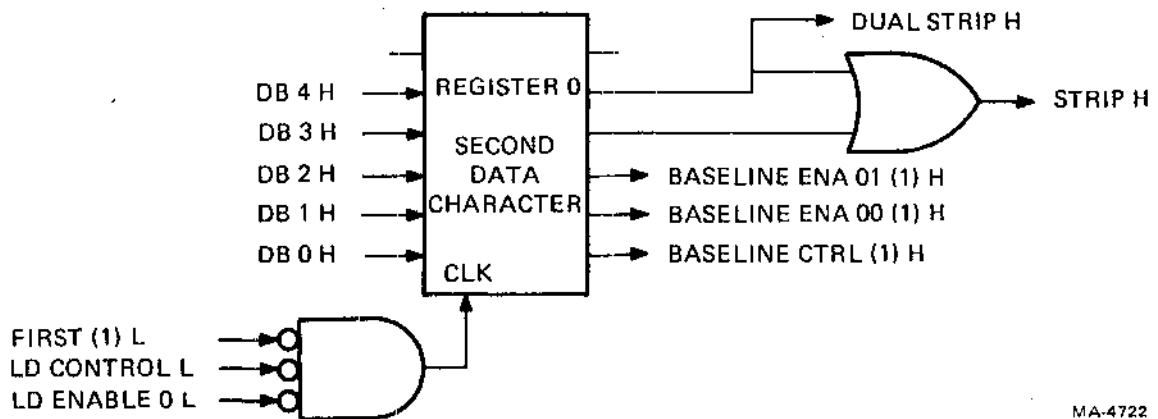 DUAL STRIP H
DB 4 H
REGISTER 0
STRIP H
DB 3 H
SECOND
DATA
CHARACTER
DB 2 H
BASELINE ENA 01 (1) H
DB 1 H
BASELINE ENA 00 (1) H
DB 0 H
BASELINE CTRL (1) H
CLK
FIRST (1) L
LD CONTROL L
LD ENABLE 0 L
MA-4722